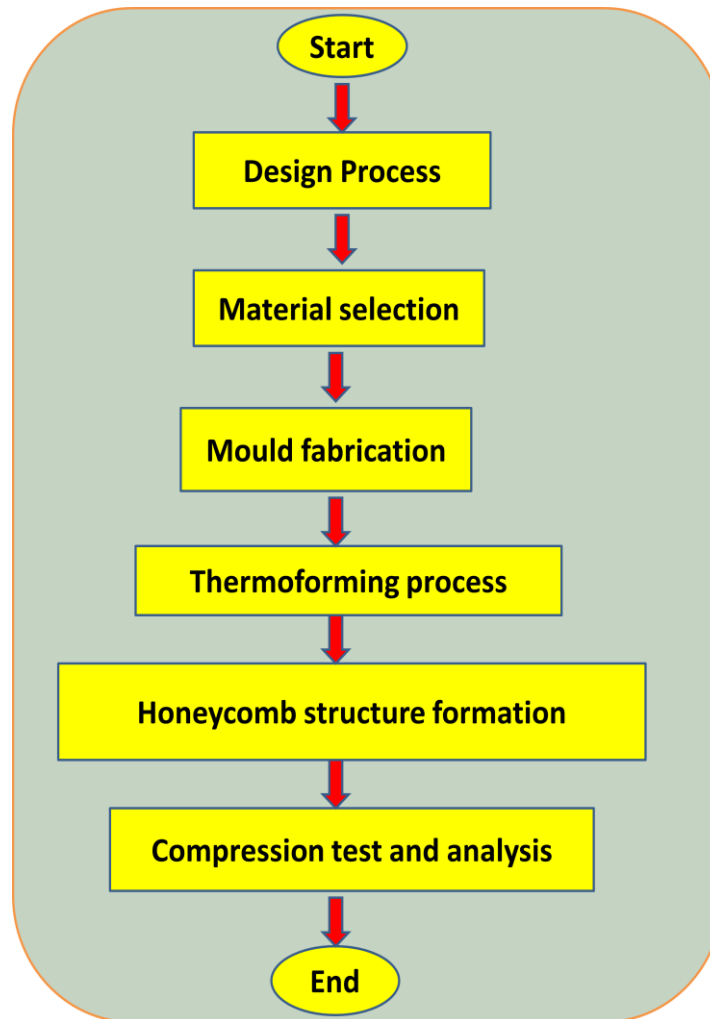 Start
Design Process
Material selection
Mould fabrication
Thermoforming process
Honeycomb structure formation
Compression test and analysis
End